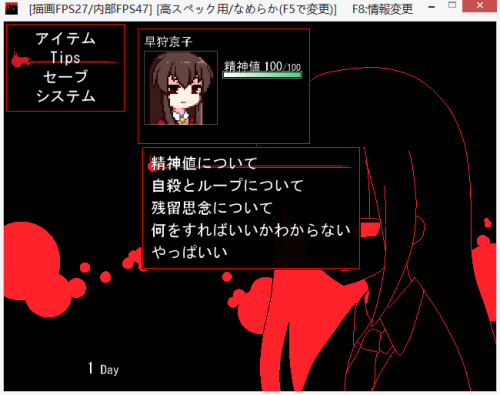 [描画FPS27/内部FPS47] [高スペック用/なめらか(F5で変更)] F8:情報変更
アイテム
Tips
セーブ
システム
早狩京子
精神値 100/100
精神値について
自殺とループについて
残留思念について
何をすればいいかわからない
やっぱいい
1 Day